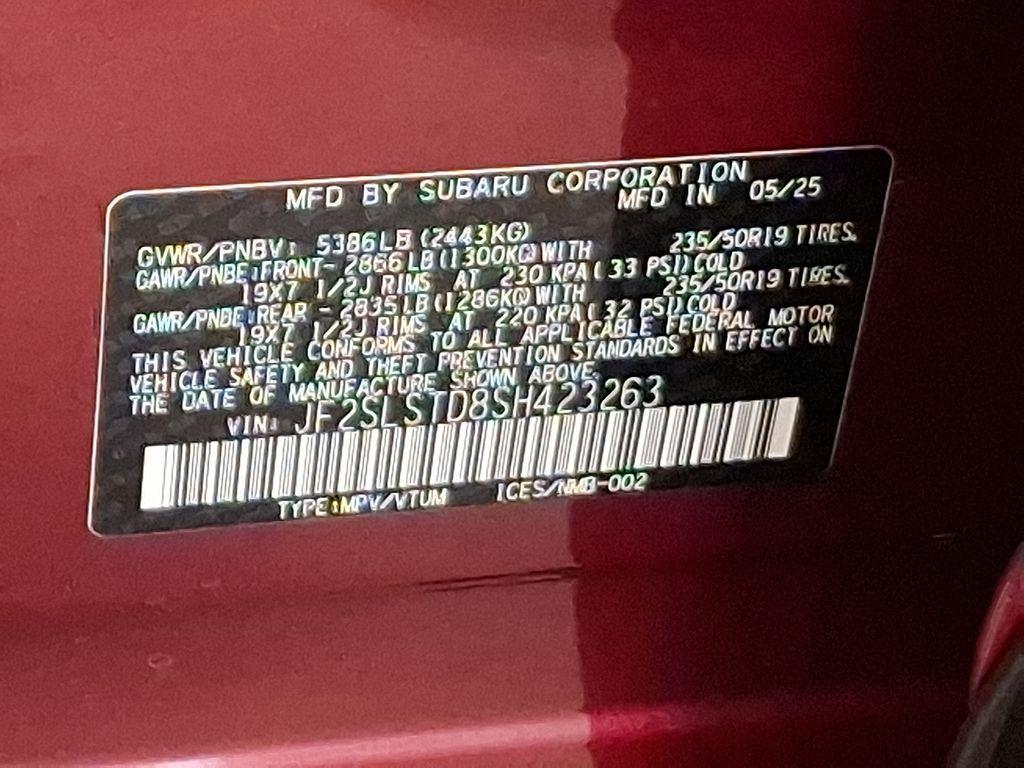 MFD BY SUBARU CORPORATION
MFD IN 05/25
GVWR/PNBV: 5386LB(2443KG)
GAWR/PNBE:FRONT- 2866LB(1300KG)WITH 235/50R19 TIRES.
19X7 1/2J RIMS AT 230 KPA(33 PSI)COLD
GAWR/PNBE:REAR - 2835LB(1286KG)WITH 235/50R19 TIRES.
19X7 1/2J RIMS AT 220 KPA(32 PSI)COLD
THIS VEHICLE CONFORMS TO ALL APPLICABLE FEDERAL MOTOR
VEHICLE SAFETY AND THEFT PREVENTION STANDARDS IN EFFECT ON
THE DATE OF MANUFACTURE SHOWN ABOVE.
VIN: JF2SLSTD8SH423263
TYPE:MPV/VTUM ICES/NMB-002